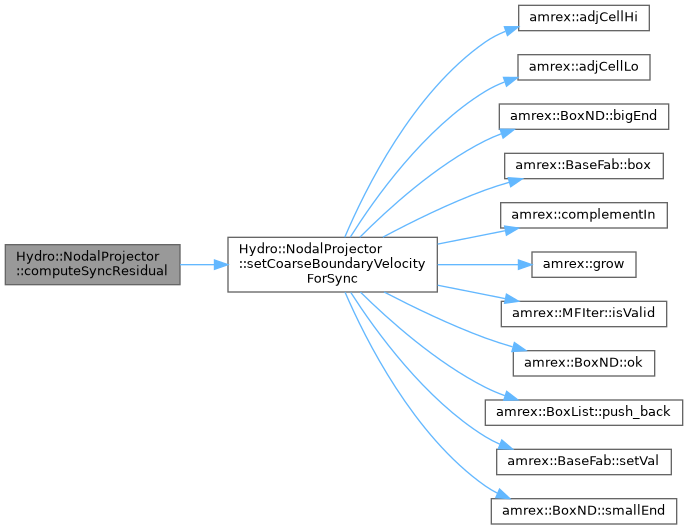 Hydro::NodalProjector
::computeSyncResidual
Hydro::NodalProjector
::setCoarseBoundaryVelocity
ForSync
amrex::adjCellHi
amrex::adjCellLo
amrex::BoxND::bigEnd
amrex::BaseFab::box
amrex::complementIn
amrex::grow
amrex::MFIter::isValid
amrex::BoxND::ok
amrex::BoxList::push_back
amrex::BaseFab::setVal
amrex::BoxND::smallEnd